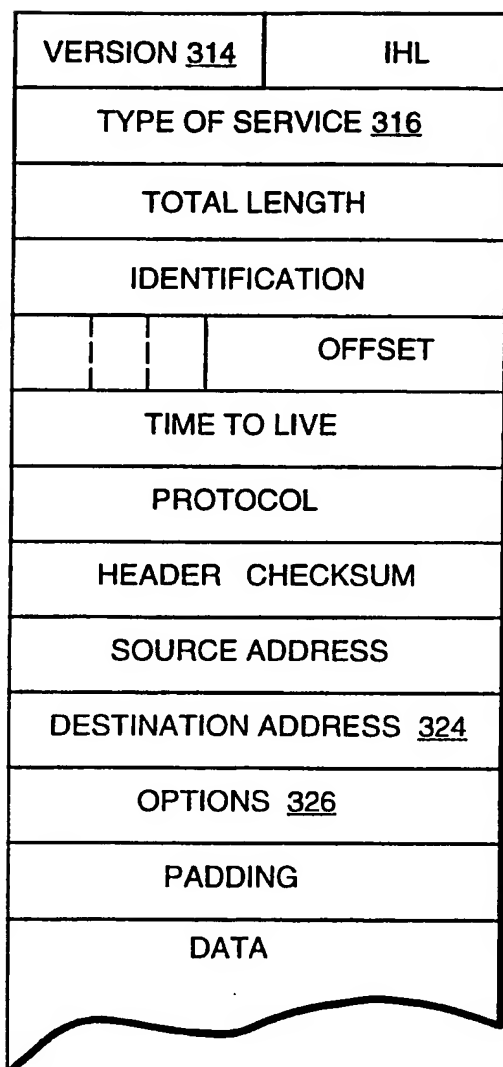 VERSION 314 IHL
TYPE OF SERVICE 316
TOTAL LENGTH
IDENTIFICATION
OFFSET
TIME TO LIVE
PROTOCOL
HEADER CHECKSUM
SOURCE ADDRESS
DESTINATION ADDRESS 324
OPTIONS 326
PADDING
DATA